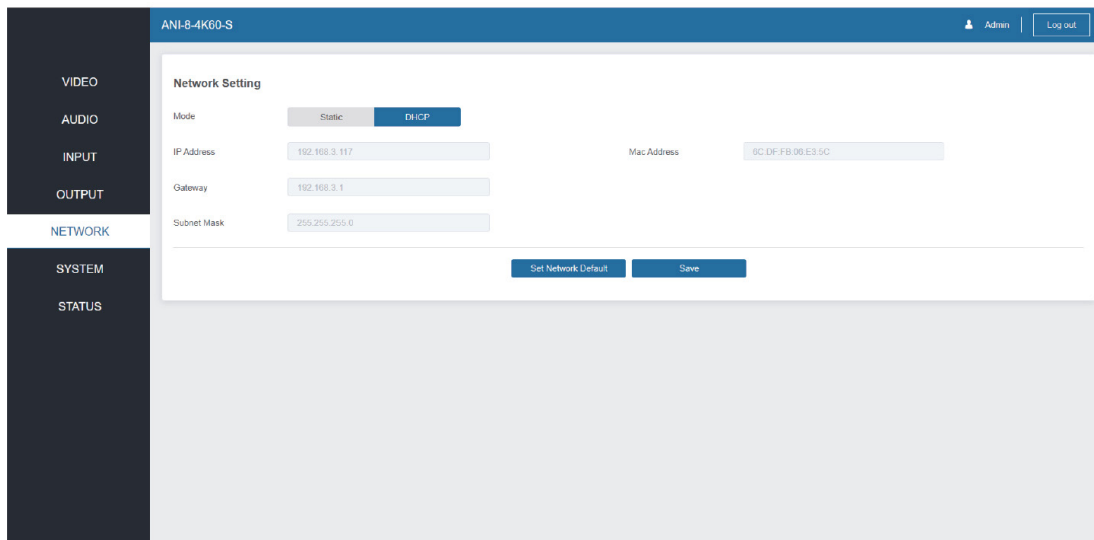 ANI-8-4K60-S
Admin
Log out
VIDEO
AUDIO
INPUT
OUTPUT
NETWORK
SYSTEM
STATUS
Network Setting
Mode Static DHCP
IP Address 192.168.3.117 Mac Address 6C:DF:FB:06:E3:5C
Gateway 192.168.3.1
Subnet Mask 255.255.255.0
Set Network Default Save